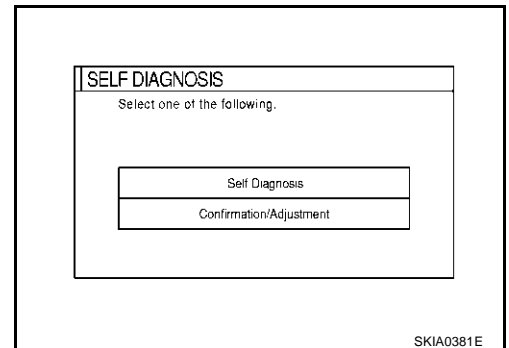 SELF DIAGNOSIS
Select one of the following.
Self Diagnosis
Confirmation/Adjustment
SKIA0381E